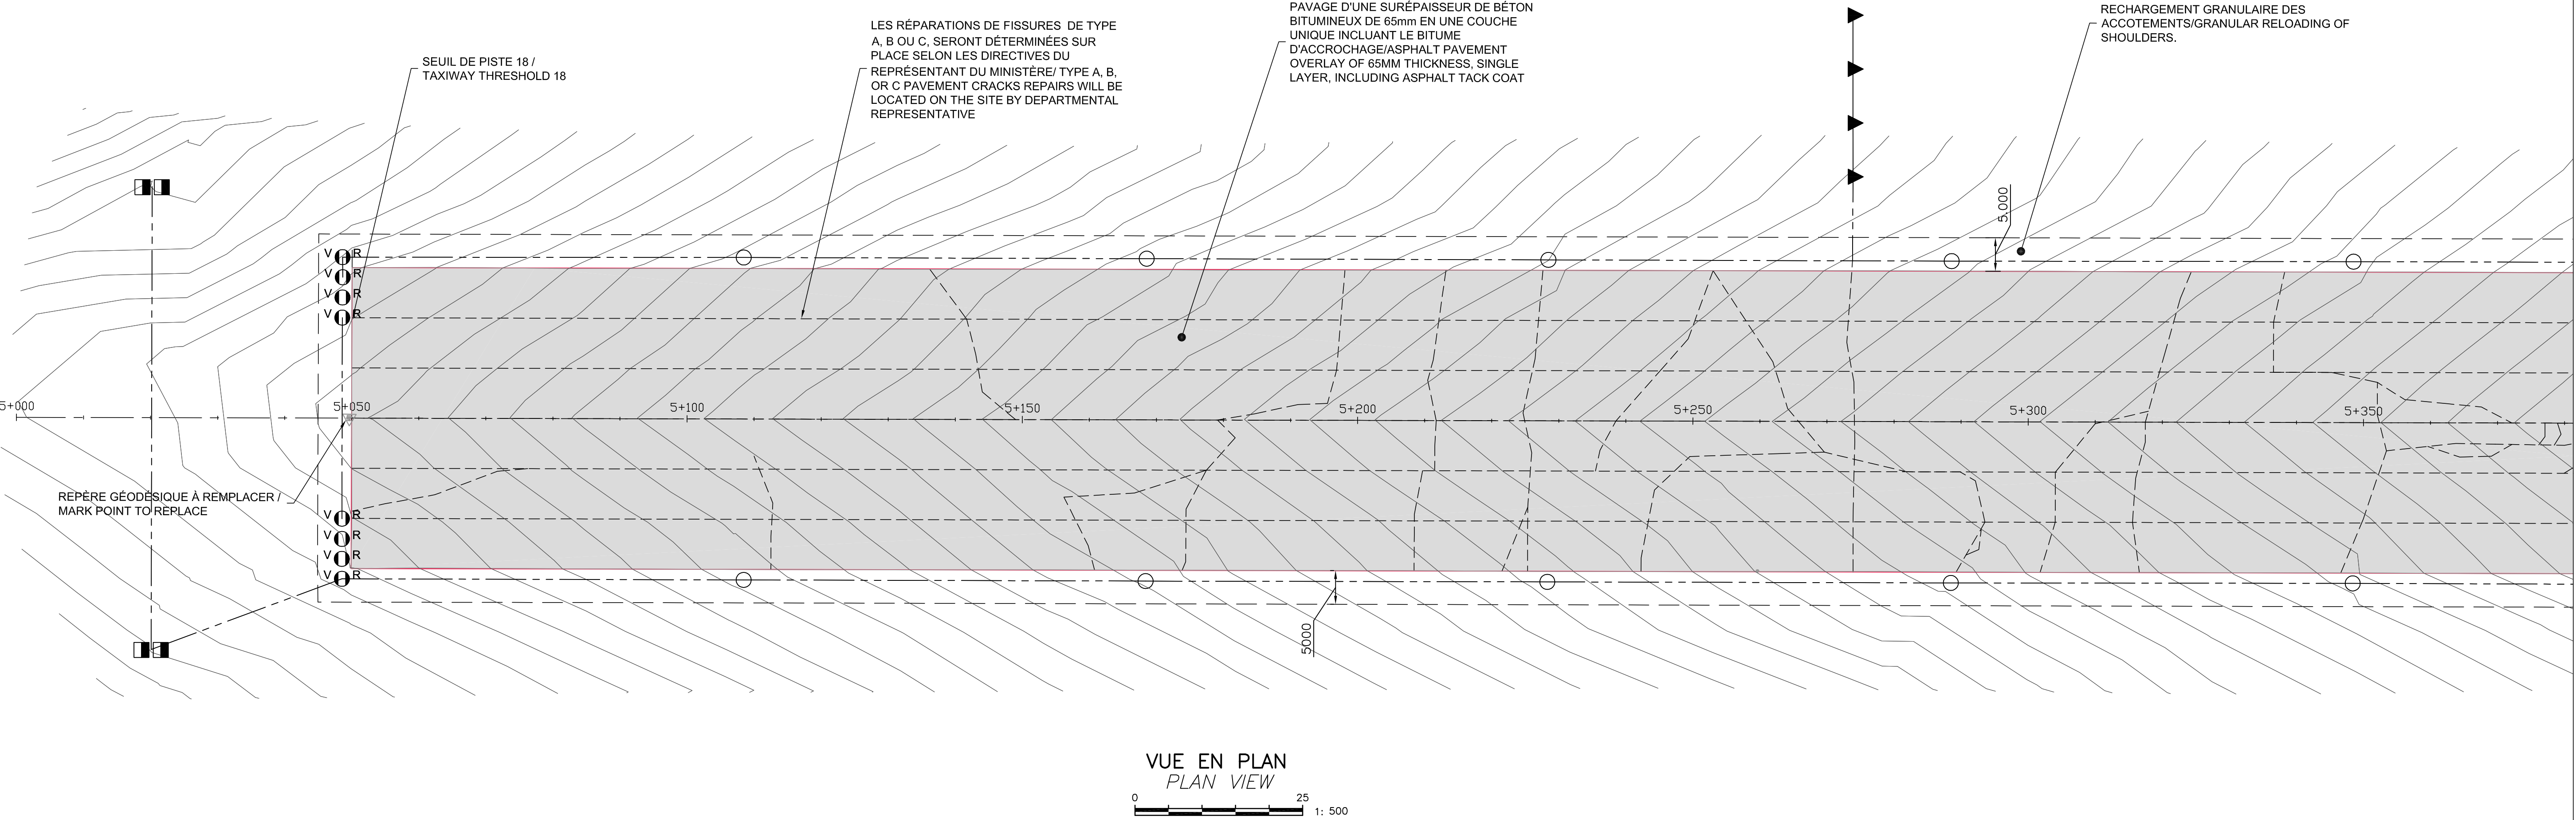 SEUIL DE PISTE 18 /
TAXIWAY THRESHOLD 18
LES RÉPARATIONS DE FISSURES DE TYPE
A, B OU C, SERONT DÉTERMINÉES SUR
PLACE SELON LES DIRECTIVES DU
REPRÉSENTANT DU MINISTÈRE/ TYPE A, B,
OR C PAVEMENT CRACKS REPAIRS WILL BE
LOCATED ON THE SITE BY DEPARTMENTAL
REPRESENTATIVE
PAVAGE D'UNE SURÉPAISSEUR DE BÉTON
BITUMINEUX DE 65mm EN UNE COUCHE
UNIQUE INCLUANT LE BITUME
D'ACCROCHAGE/ASPHALT PAVEMENT
OVERLAY OF 65MM THICKNESS, SINGLE
LAYER, INCLUDING ASPHALT TACK COAT
RECHARGEMENT GRANULAIRE DES
ACCOTEMENTS/GRANULAR RELOADING OF
SHOULDERS.
5.000
V R
V R
V R
V R
5+000
5+050
5+100
5+150
5+200
5+250
5+300
5+350
REPÈRE GÉODÉSIQUE À REMPLACER /
MARK POINT TO REPLACE
V R
V R
V R
V R
5000
VUE EN PLAN
PLAN VIEW
0 25
1: 500